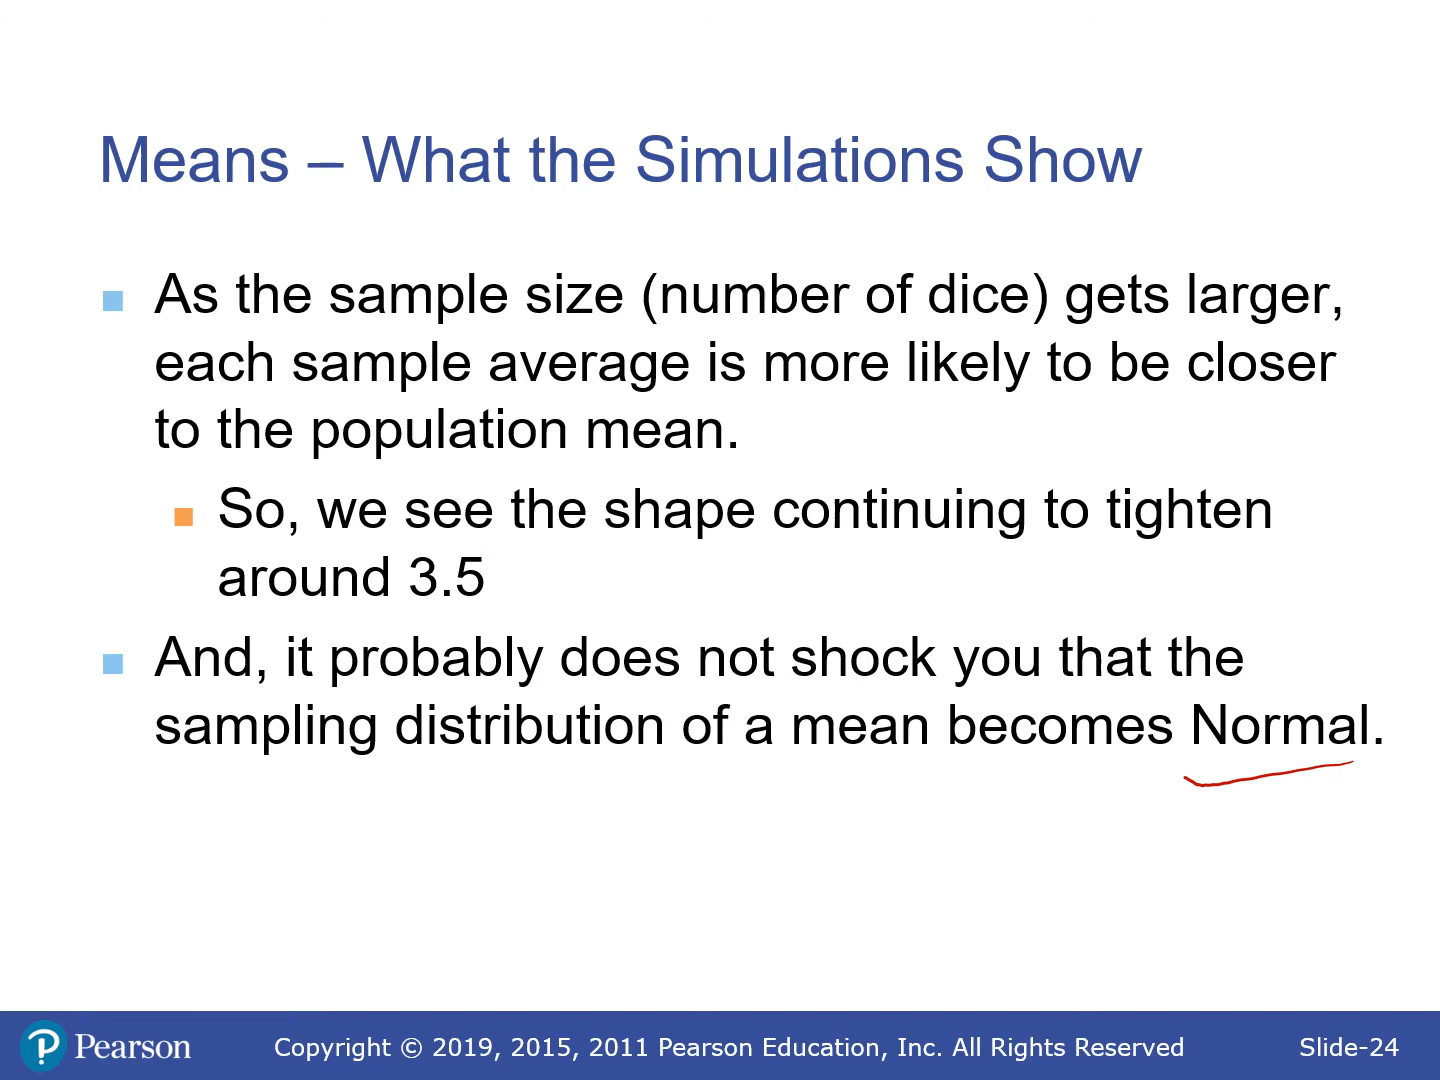 Means – What the Simulations Show
As the sample size (number of dice) gets larger,
each sample average is more likely to be closer
to the population mean.
So, we see the shape continuing to tighten
around 3.5
And, it probably does not shock you that the
sampling distribution of a mean becomes Normal.
Pearson
Copyright © 2019, 2015, 2011 Pearson Education, Inc. All Rights Reserved
Slide-24